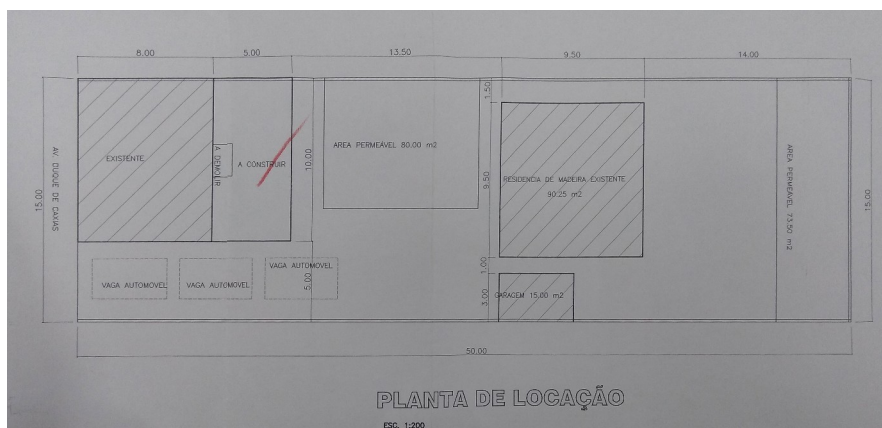 8.00
5.00
13.50
9.50
14.00
15.00
AV. DUQUE DE CAXIAS
EXISTENTE
A DEMOLIR
A CONSTRUIR
10.00
AREA PERMEÁVEL 80.00 m2
1.50
9.50
RESIDENCIA DE MADEIRA EXISTENTE
90.25 m2
AREA PERMEÁVEL 73.50 m2
15.00
VAGA AUTOMOVEL
VAGA AUTOMOVEL
VAGA AUTOMOVEL
5.00
1.00
3.00
GARAGEM 15.00 m2
50.00
PLANTA DE LOCAÇÃO
ESC. 1:200